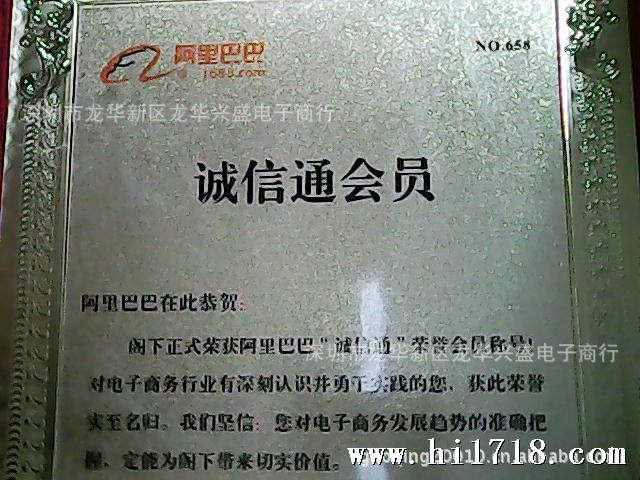 阿里巴巴
1688.com
NO.658
深圳市龙华新区龙华兴盛电子商行
诚信通会员
阿里巴巴在此恭贺：
阁下正式荣获阿里巴巴“诚信通”荣誉会员称号！
深圳市龙华新区龙华兴盛电子商行
对电子商务行业有深刻认识并勇于实践的您，获此荣誉
实至名归。我们坚信：您对电子商务发展趋势的准确把
握，定能为阁下带来切实价值。
www.hi1718.com